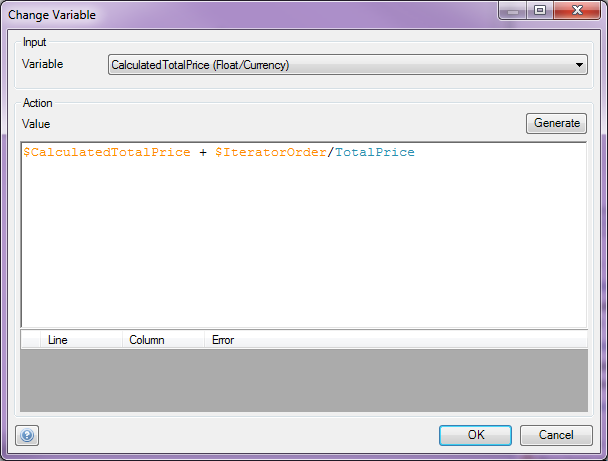 Change Variable
Input
Variable
CalculatedTotalPrice (Float/Currency)
Action
Value
Generate
$CalculatedTotalPrice + $IteratorOrder/TotalPrice
Line Column Error
OK Cancel